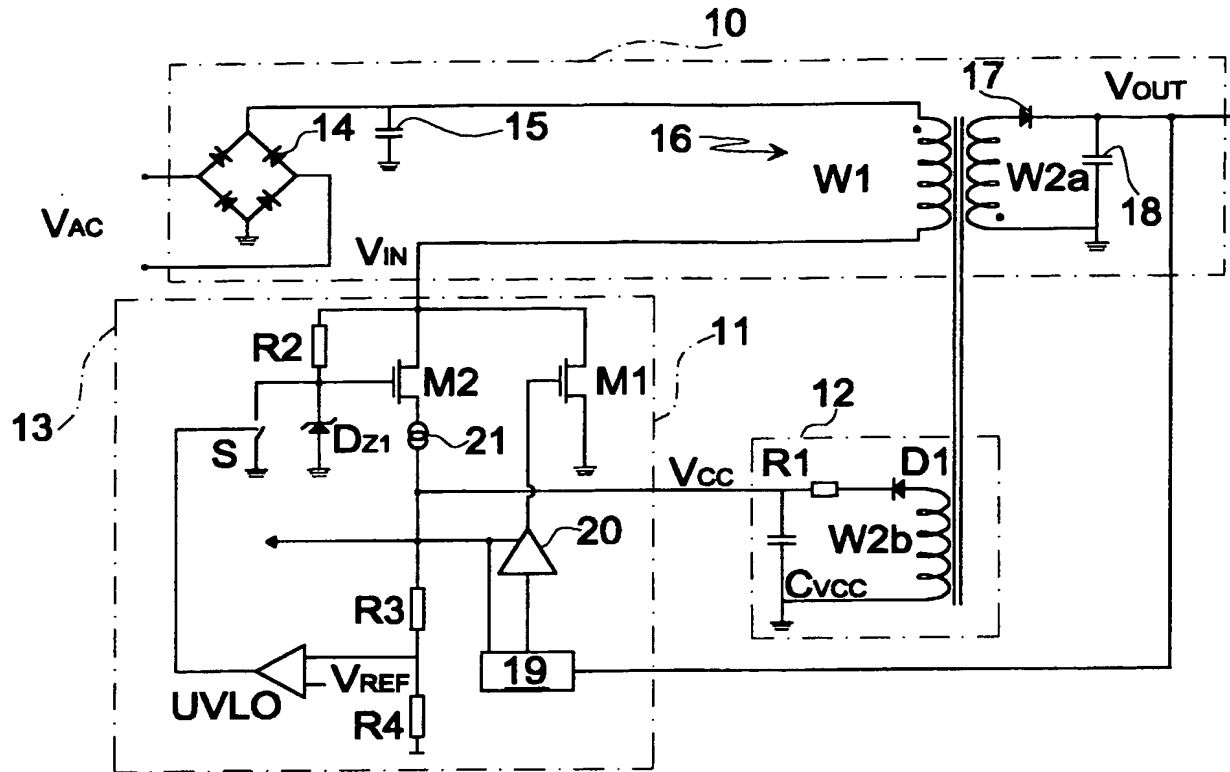 10
17
VOUT
14
15
16
W1
W2a
18
VAC
VIN
R2
11
M2
M1
13
12
S
DZ1
21
VCC
R1
D1
20
W2b
CVCC
R3
19
VREF
UVLO
R4